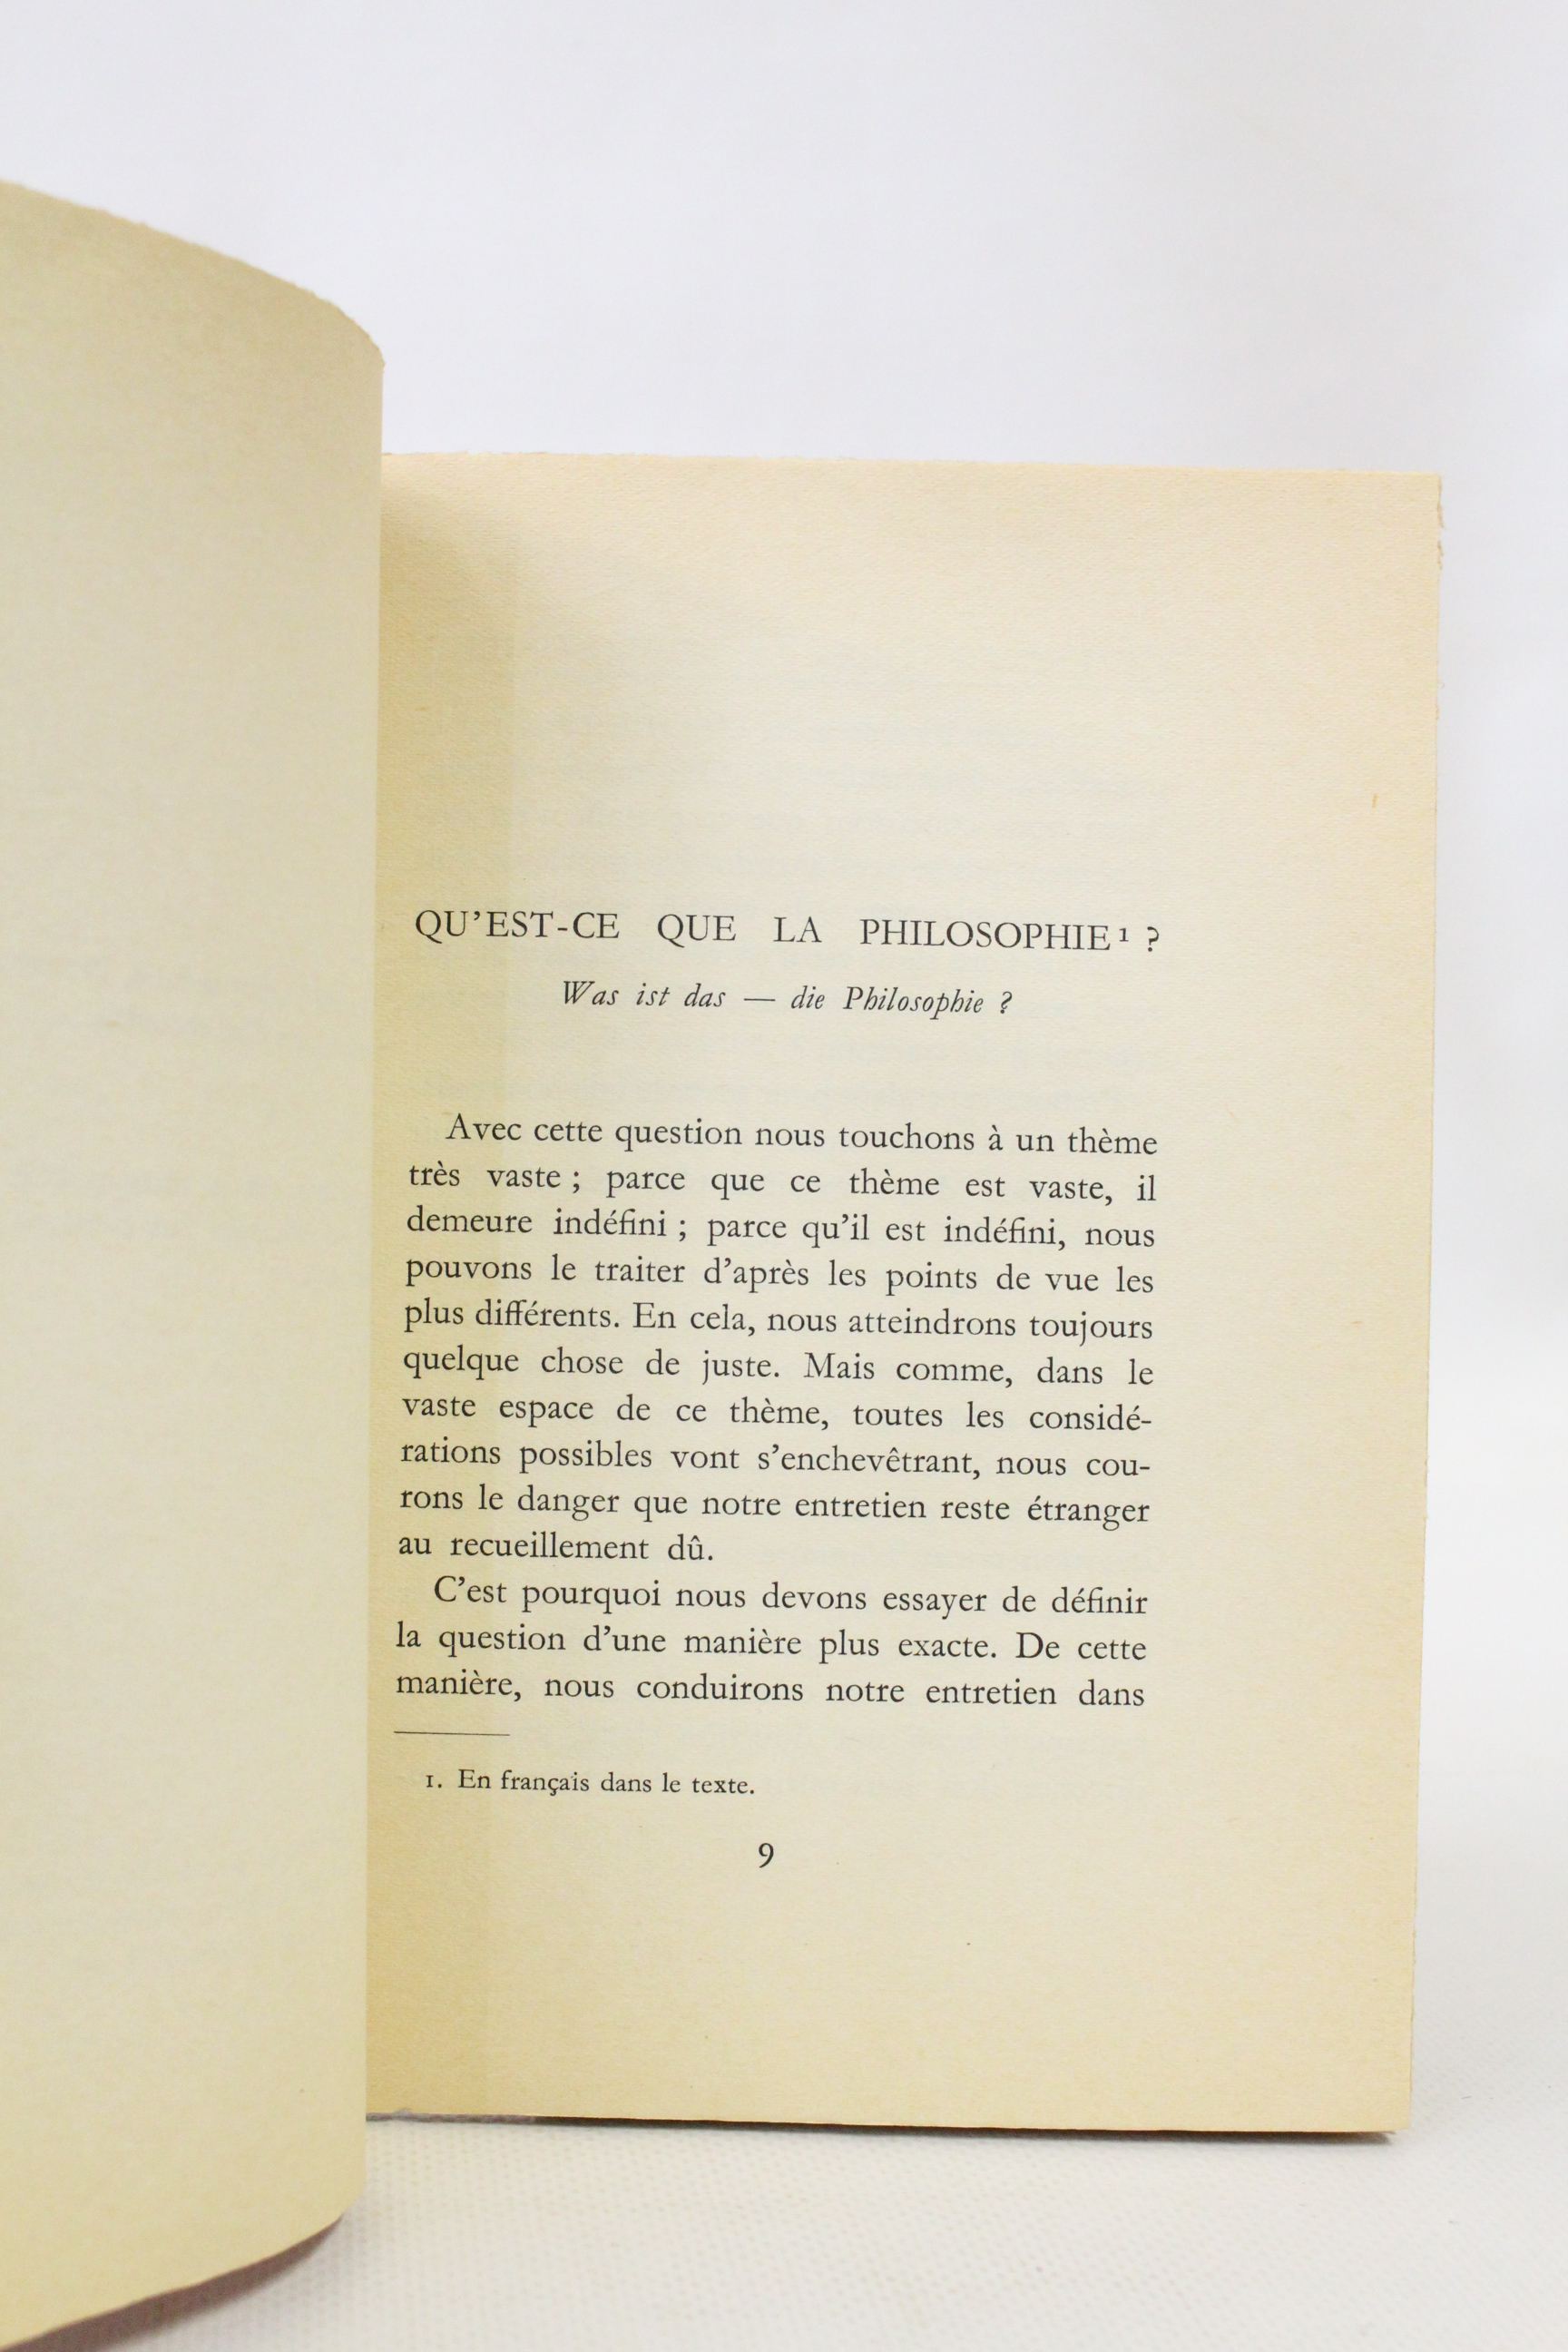 QU’EST-CE QUE LA PHILOSOPHIE¹ ?
Was ist das — die Philosophie ?
Avec cette question nous touchons à un thème
très vaste ; parce que ce thème est vaste, il
demeure indéfini ; parce qu’il est indéfini, nous
pouvons le traiter d’après les points de vue les
plus différents. En cela, nous atteindrons toujours
quelque chose de juste. Mais comme, dans le
vaste espace de ce thème, toutes les considé-
rations possibles vont s’enchevêtrant, nous cou-
rons le danger que notre entretien reste étranger
au recueillement dû.
C’est pourquoi nous devons essayer de définir
la question d’une manière plus exacte. De cette
manière, nous conduirons notre entretien dans
1. En français dans le texte.
9